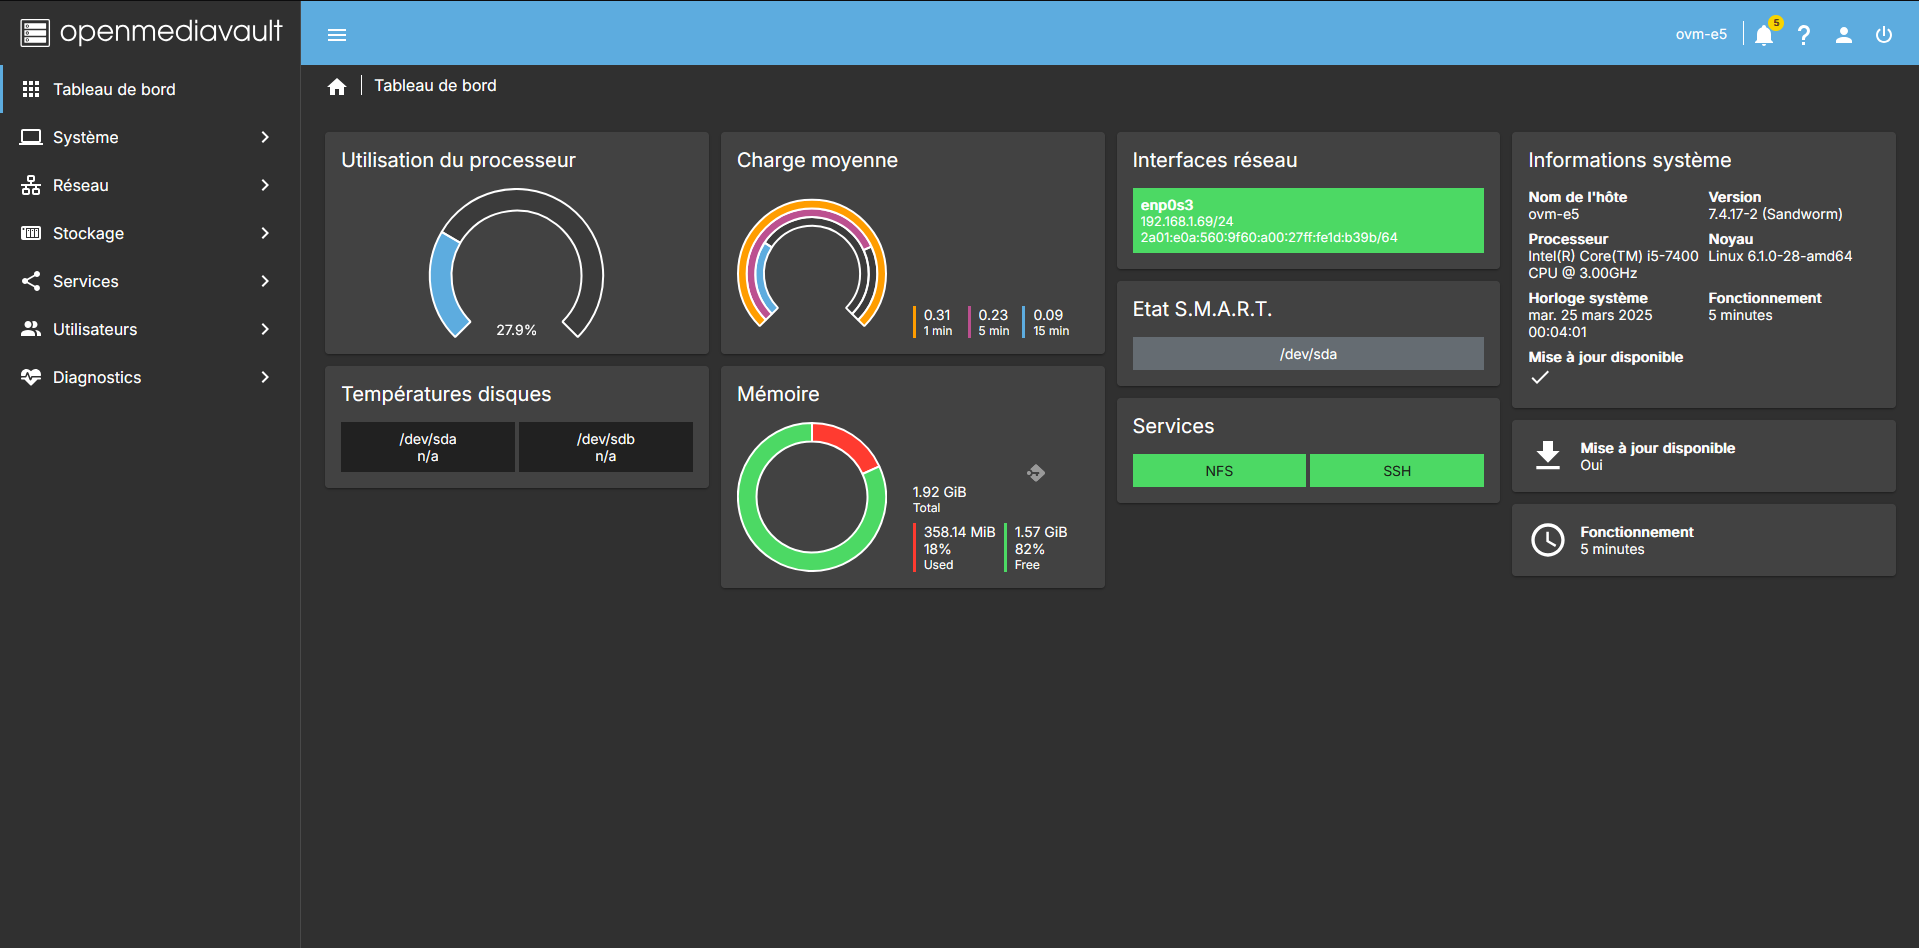 openmediavault
ovm-e5
5
Tableau de bord
Système
Réseau
Stockage
Services
Utilisateurs
Diagnostics
Tableau de bord
Utilisation du processeur
27.9%
Charge moyenne
0.31 0.23 0.09
1 min 5 min 15 min
Interfaces réseau
enp0s3
192.168.1.69/24
2a01:e0a:560:9f60:a00:27ff:fe1d:b39b/64
Etat S.M.A.R.T.
/dev/sda
Services
NFS SSH
Informations système
Nom de l'hôte
ovm-e5
Version
7.4.17-2 (Sandworm)
Processeur
Intel(R) Core(TM) i5-7400
CPU @ 3.00GHz
Noyau
Linux 6.1.0-28-amd64
Horloge système
mar. 25 mars 2025
00:04:01
Fonctionnement
5 minutes
Mise à jour disponible
Mise à jour disponible
Oui
Fonctionnement
5 minutes
Températures disques
/dev/sda
n/a
/dev/sdb
n/a
Mémoire
1.92 GiB
Total
358.14 MiB
18%
Used
1.57 GiB
82%
Free